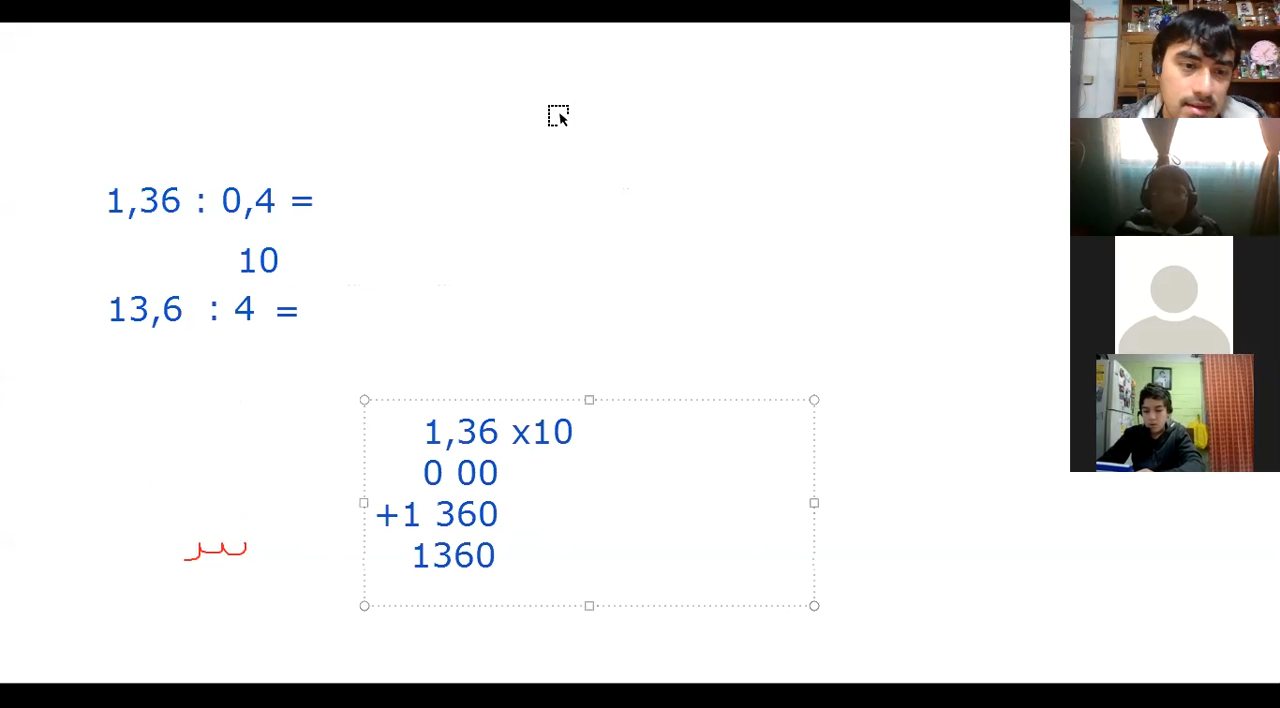 1,36 : 0,4 =
10
13,6 : 4 =
1,36 x10
0 00
+1 360
1360